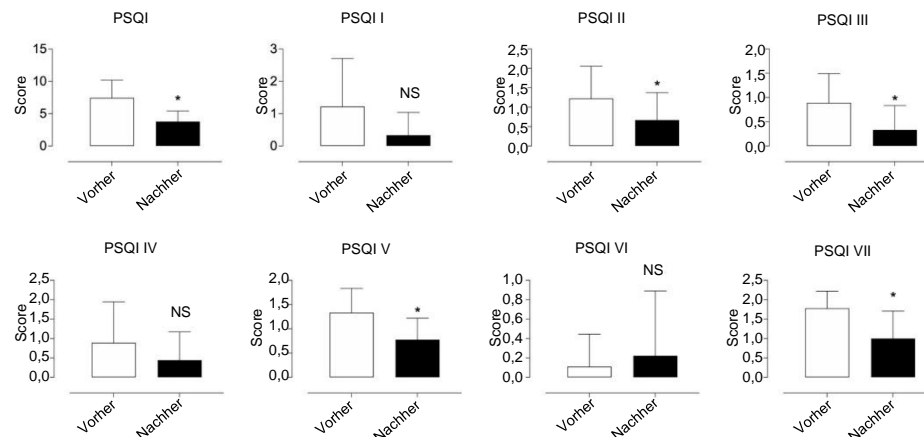 PSQI
Score
15
10
5
0
*
Vorher
Nachher
PSQI I
Score
3
2
1
0
NS
Vorher
Nachher
PSQI II
Score
2,5
2,0
1,5
1,0
0,5
0,0
*
Vorher
Nachher
PSQI III
Score
2,0
1,5
1,0
0,5
0,0
*
Vorher
Nachher
PSQI IV
Score
2,5
2,0
1,5
1,0
0,5
0,0
NS
Vorher
Nachher
PSQI V
Score
2,0
1,5
1,0
0,5
0,0
*
Vorher
Nachher
PSQI VI
Score
1,0
0,8
0,6
0,4
0,2
0,0
NS
Vorher
Nachher
PSQI VII
Score
2,5
2,0
1,5
1,0
0,5
0,0
*
Vorher
Nachher